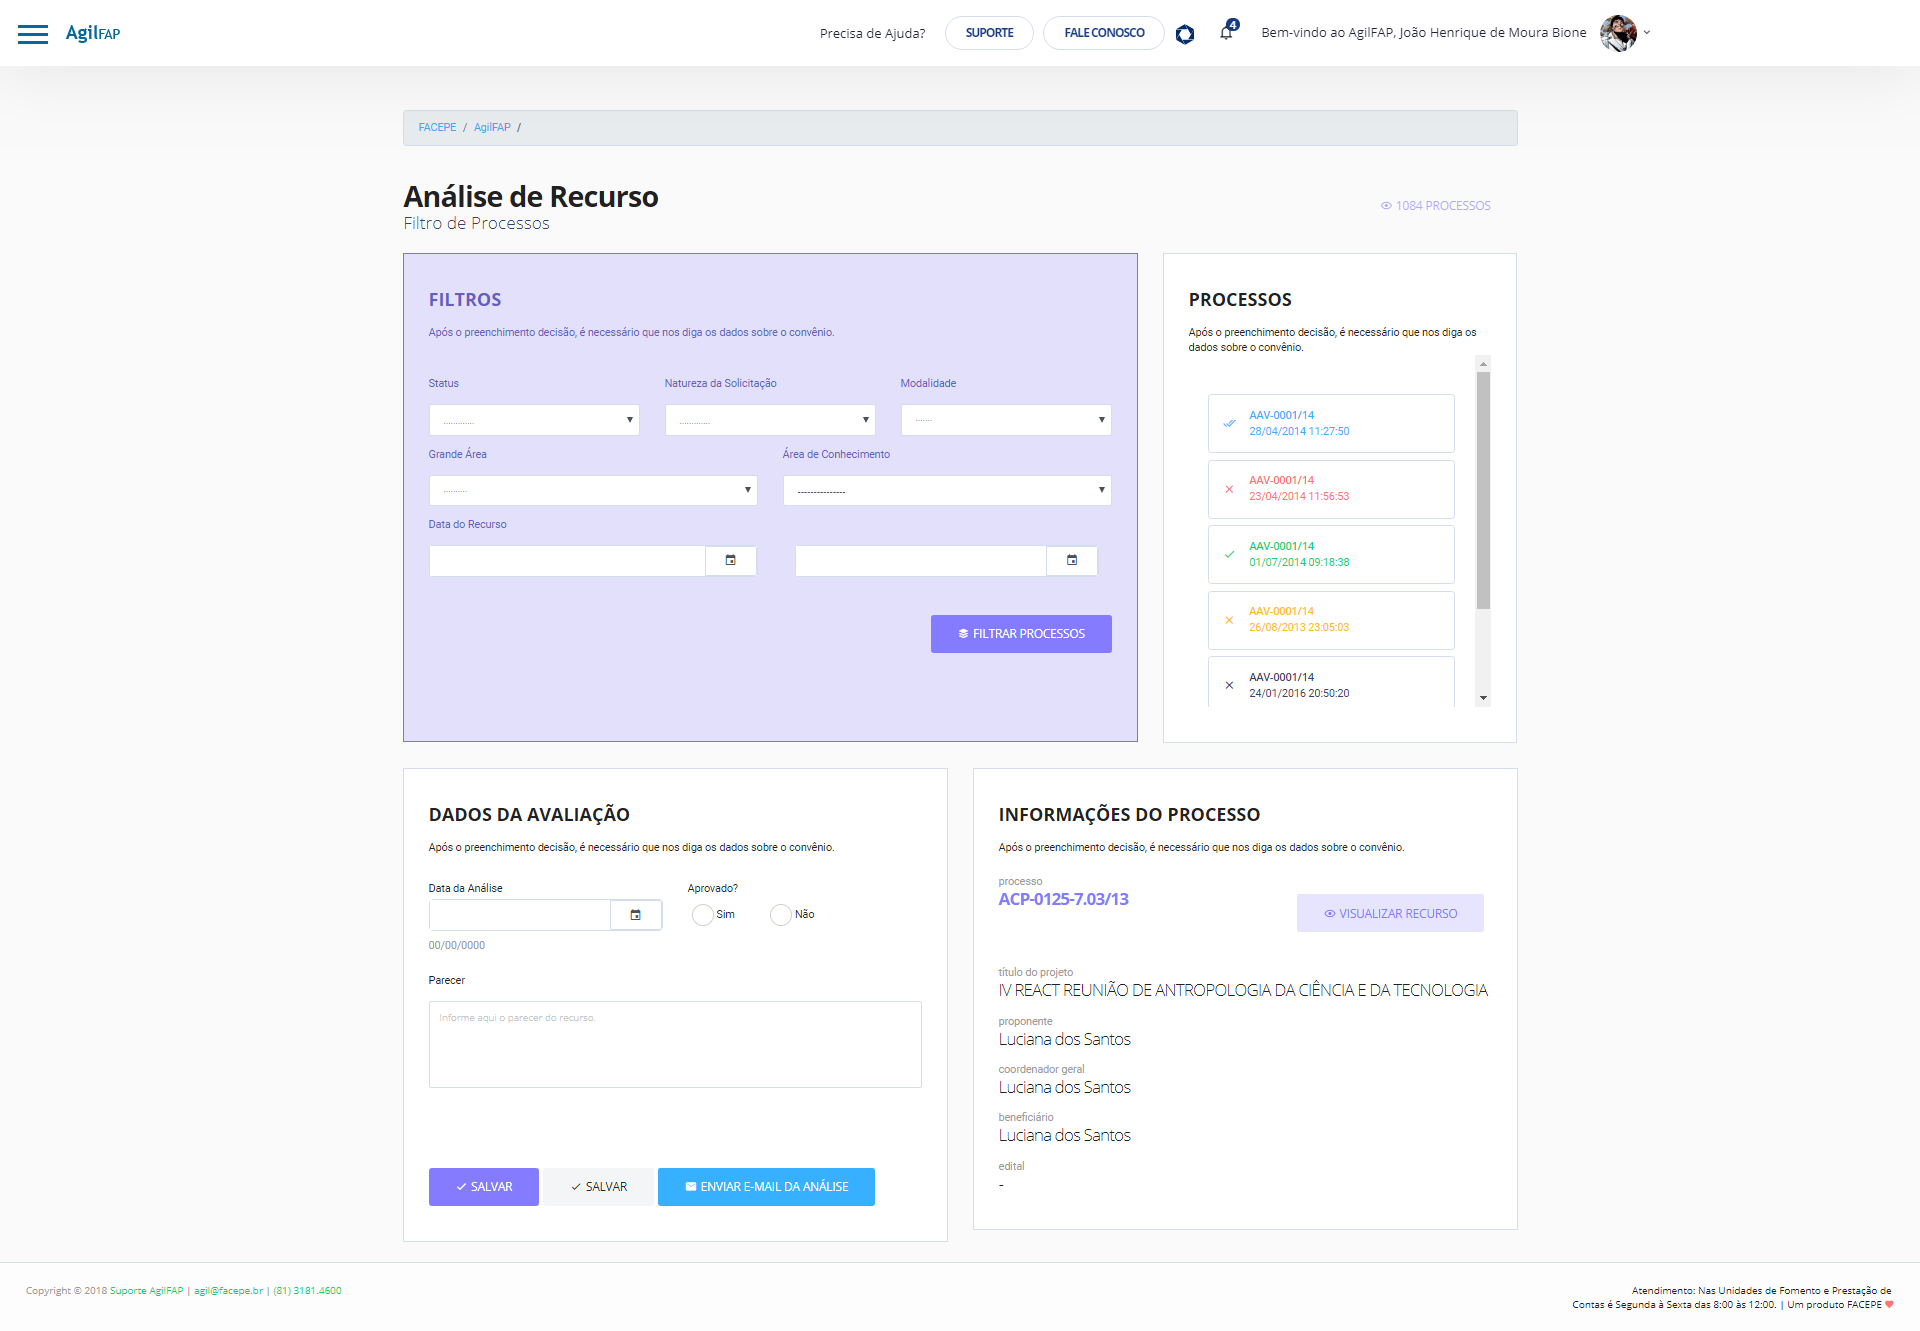 AgilFAP
Precisa de Ajuda?
SUPORTE
FALE CONOSCO
4
Bem-vindo ao AgilFAP, João Henrique de Moura Bione
FACEPE / AgilFAP /
Análise de Recurso
Filtro de Processos
1084 PROCESSOS
FILTROS
Após o preenchimento decisão, é necessário que nos diga os dados sobre o convênio.
Status
Natureza da Solicitação
Modalidade
.............
.............
.......
Grande Área
Área de Conhecimento
..........
---------------
Data do Recurso
FILTRAR PROCESSOS
PROCESSOS
Após o preenchimento decisão, é necessário que nos diga os
dados sobre o convênio.
AAV-0001/14
28/04/2014 11:27:50
AAV-0001/14
23/04/2014 11:56:53
AAV-0001/14
01/07/2014 09:18:38
AAV-0001/14
26/08/2013 23:05:03
AAV-0001/14
24/01/2016 20:50:20
DADOS DA AVALIAÇÃO
Após o preenchimento decisão, é necessário que nos diga os dados sobre o convênio.
Data da Análise
Aprovado?
Sim
Não
00/00/0000
Parecer
Informe aqui o parecer do recurso.
SALVAR
SALVAR
ENVIAR E-MAIL DA ANÁLISE
INFORMAÇÕES DO PROCESSO
Após o preenchimento decisão, é necessário que nos diga os dados sobre o convênio.
processo
ACP-0125-7.03/13
VISUALIZAR RECURSO
título do projeto
IV REACT REUNIÃO DE ANTROPOLOGIA DA CIÊNCIA E DA TECNOLOGIA
proponente
Luciana dos Santos
coordenador geral
Luciana dos Santos
beneficiário
Luciana dos Santos
edital
-
Copyright © 2018 Suporte AgilFAP | agil@facepe.br | (81) 3181.4600
Atendimento: Nas Unidades de Fomento e Prestação de
Contas é Segunda à Sexta das 8:00 às 12:00. | Um produto FACEPE